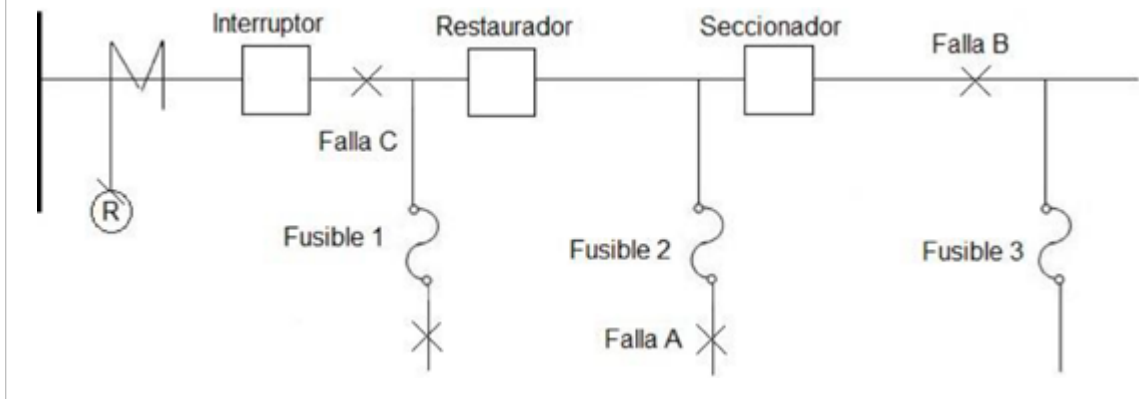 Interruptor
Restaurador
Seccionador
Falla B
Falla C
R
Fusible 1
Fusible 2
Fusible 3
Falla A